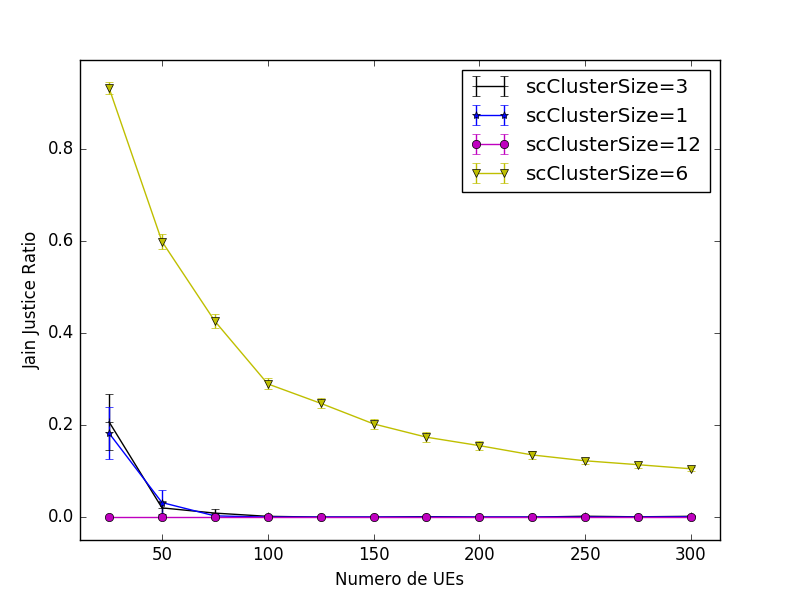 scClusterSize=3
scClusterSize=1
scClusterSize=12
scClusterSize=6
Jain Justice Ratio
0.8
0.6
0.4
0.2
0.0
50 100 150 200 250 300
Numero de UEs